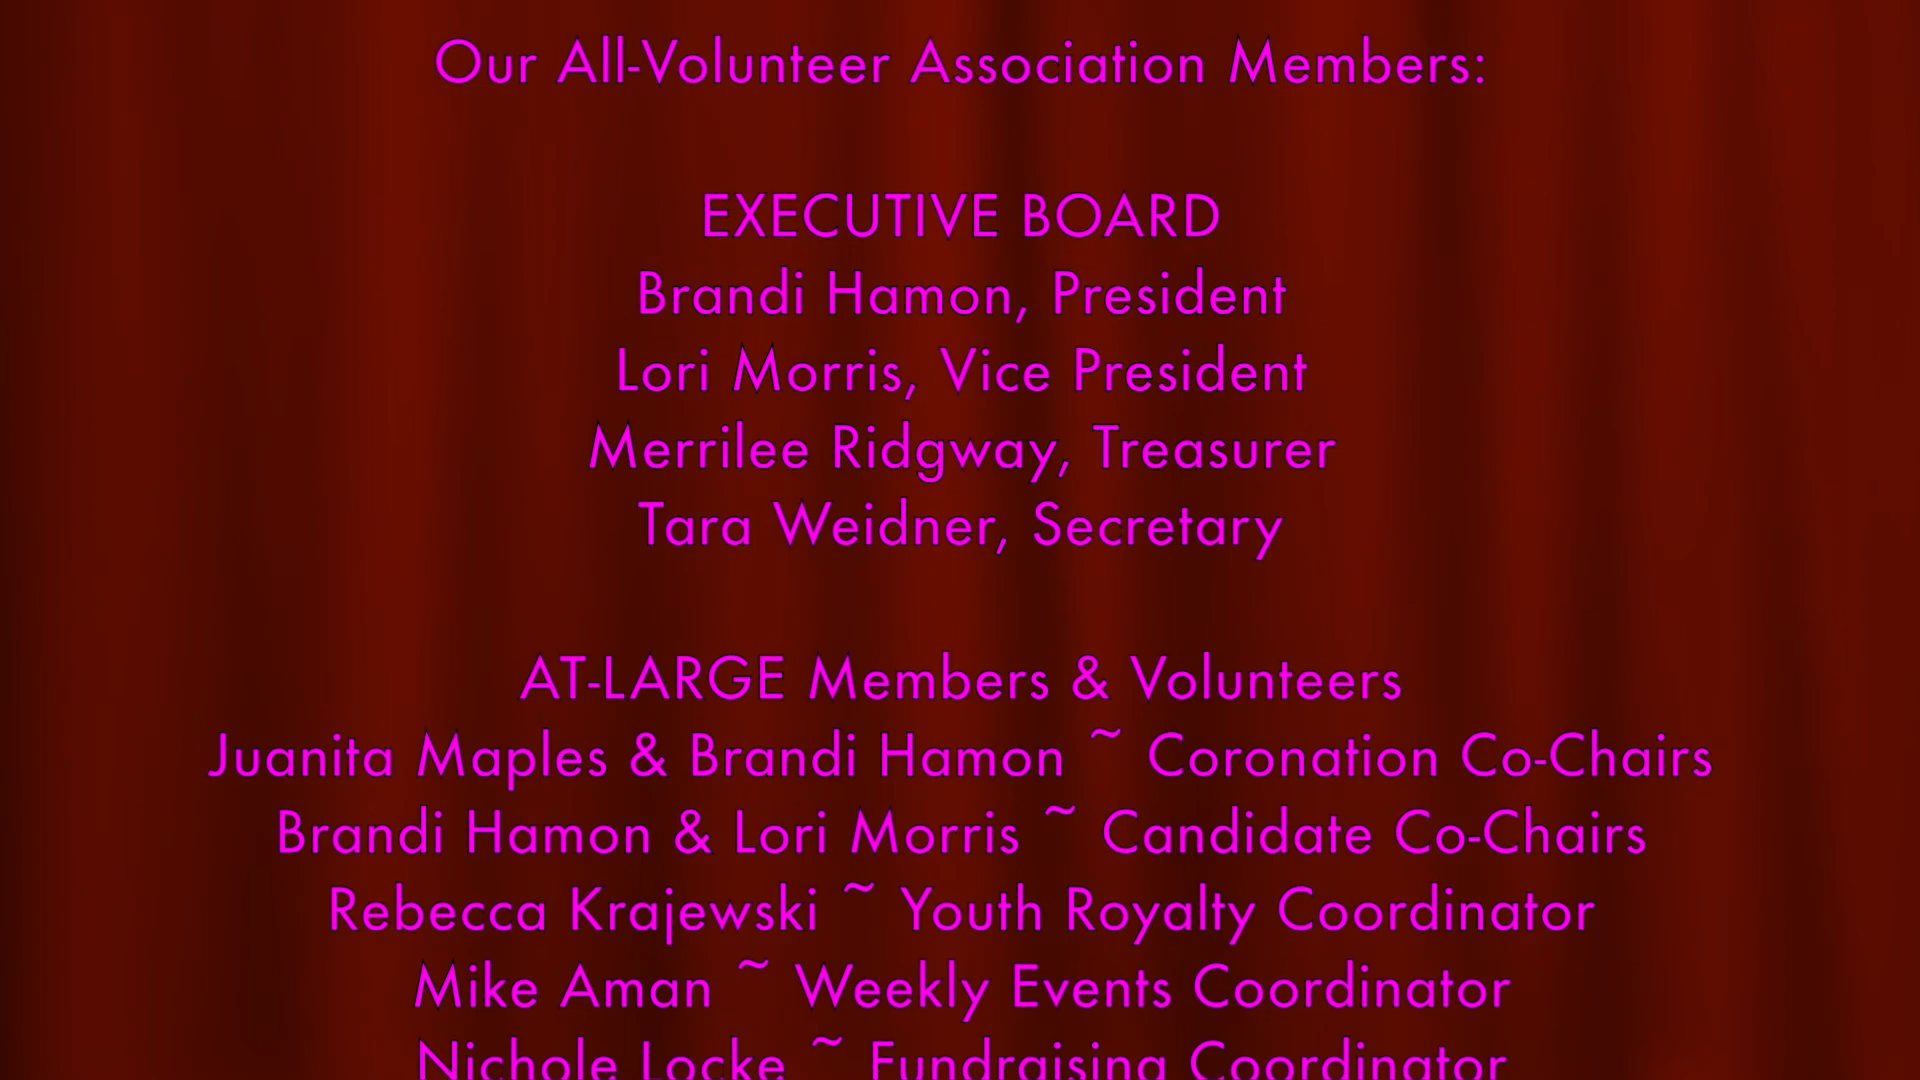 Our All-Volunteer Association Members:
EXECUTIVE BOARD
Brandi Hamon, President
Lori Morris, Vice President
Merrilee Ridgway, Treasurer
Tara Weidner, Secretary
AT-LARGE Members & Volunteers
Juanita Maples & Brandi Hamon ~ Coronation Co-Chairs
Brandi Hamon & Lori Morris ~ Candidate Co-Chairs
Rebecca Krajewski ~ Youth Royalty Coordinator
Mike Aman ~ Weekly Events Coordinator
Nichole Locke ~ Fundraising Coordinator